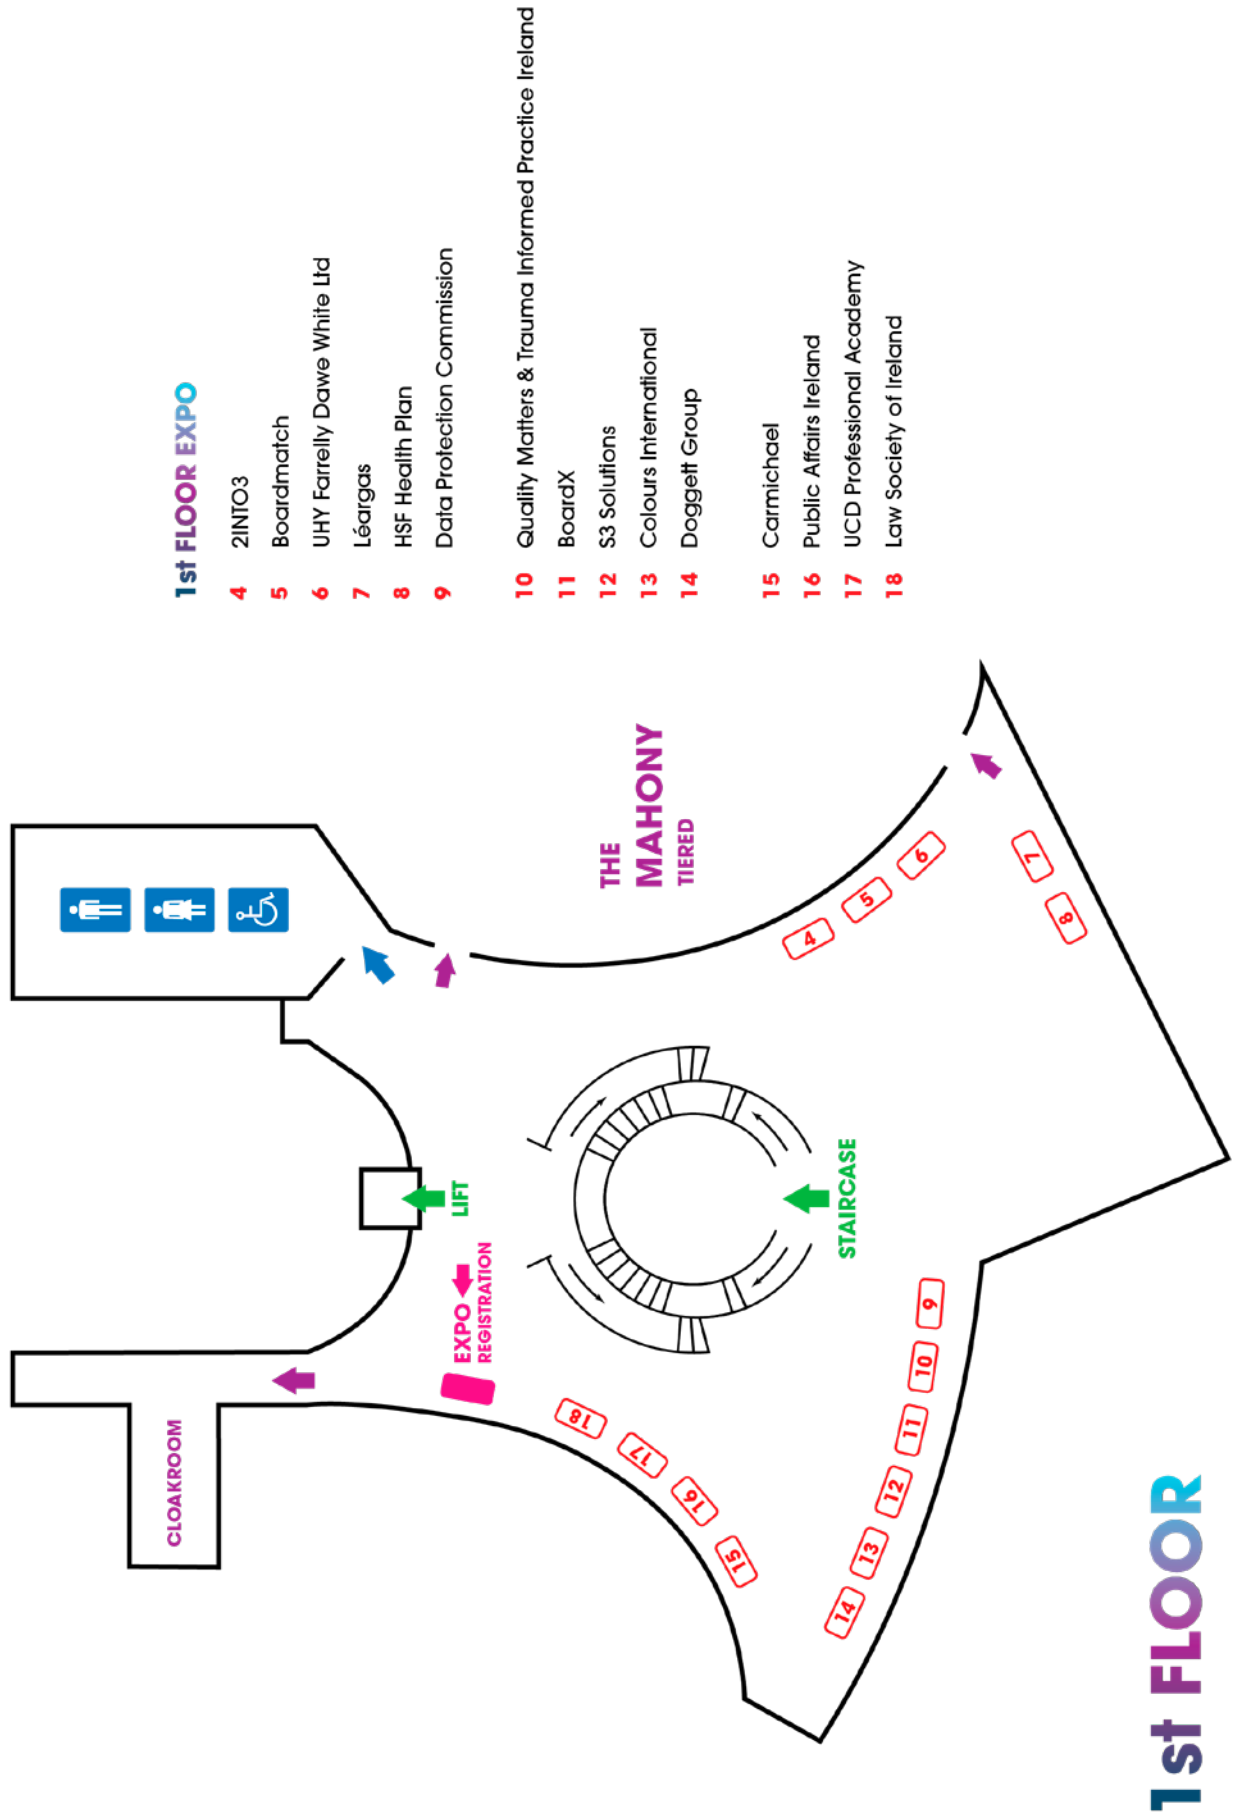 CLOAKROOM
LIFT
EXPO
REGISTRATION
STAIRCASE
THE
MAHONY
TIERED
18
17
16
15
14
13
12
11
10
9
4
5
6
7
8
1st FLOOR EXPO
4 2INTO3
5 Boardmatch
6 UHY Farrelly Dawe White Ltd
7 Léargas
8 HSF Health Plan
9 Data Protection Commission
10 Quality Matters & Trauma Informed Practice Ireland
11 BoardX
12 S3 Solutions
13 Colours International
14 Doggett Group
15 Carmichael
16 Public Affairs Ireland
17 UCD Professional Academy
18 Law Society of Ireland
1st FLOOR